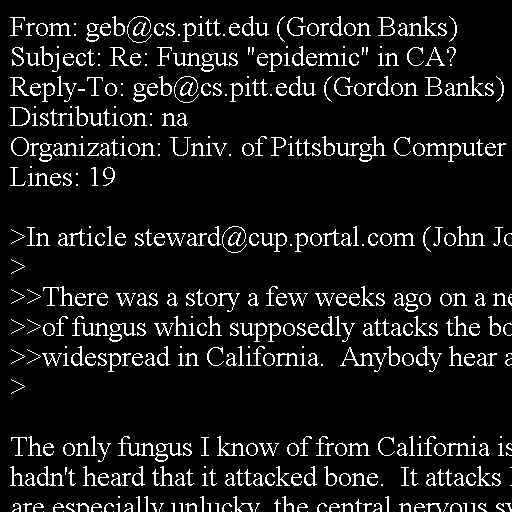 From: geb@cs.pitt.edu (Gordon Banks)
Subject: Re: Fungus "epidemic" in CA?
Reply-To: geb@cs.pitt.edu (Gordon Banks)
Distribution: na
Organization: Univ. of Pittsburgh Computer
Lines: 19

>In article steward@cup.portal.com (John
>
>>There was a story a few weeks ago on a
>>of fungus which supposedly attacks the
>>widespread in California.  Anybody hear
>

The only fungus I know of from California is
hadn't heard that it attacked bone.  It attacks
are especially unlucky, the central nervous